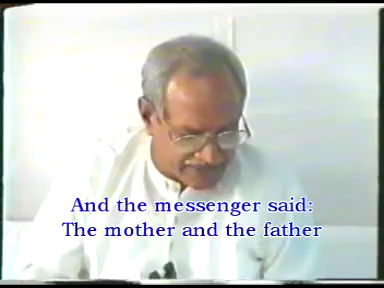 And the messenger said:
The mother and the father